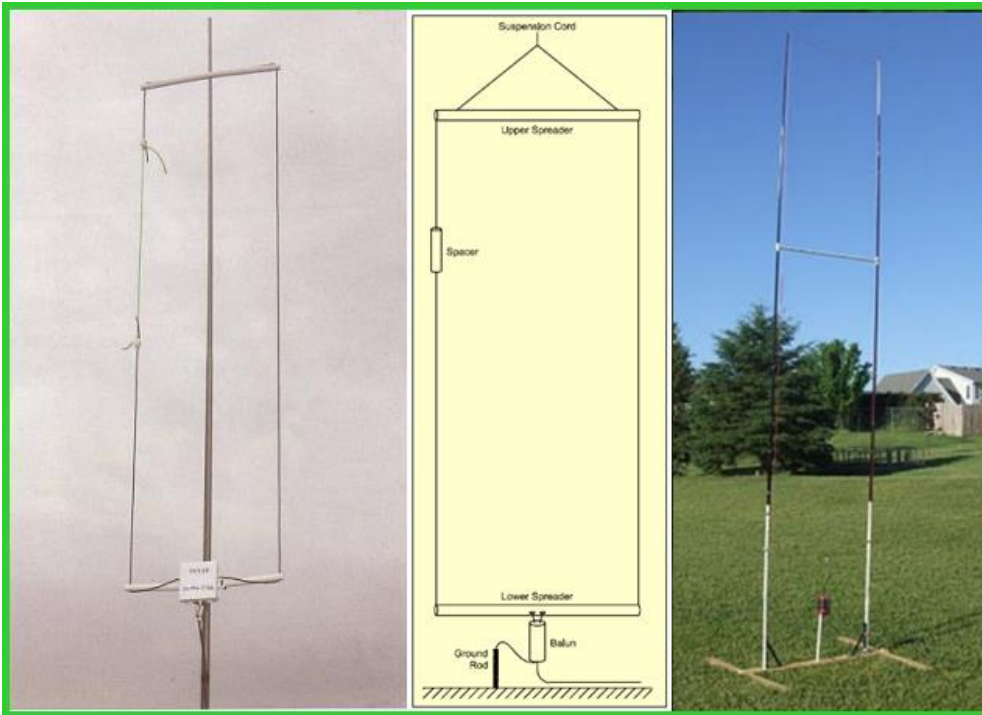 Suspension Cord
Upper Spreader
Spacer
Lower Spreader
Balun
Ground
Rod